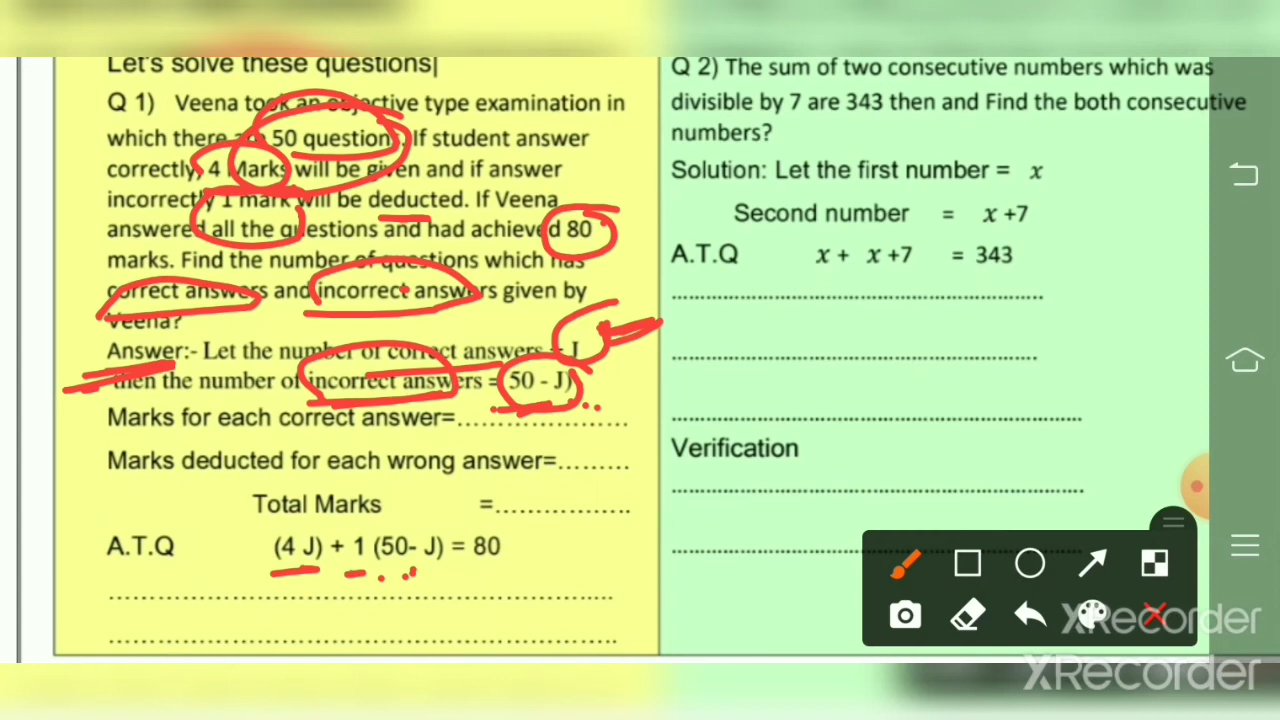 Let's solve these questions|
Q 1) Veena took an objective type examination in
which there are 50 questions. If student answer
correctly, 4 Marks will be given and if answer
incorrectly 1 mark will be deducted. If Veena
answered all the questions and had achieved 80
marks. Find the number of questions which has
correct answers and incorrect answers given by
Veena?
Answer:- Let the number of correct answers = J
then the number of incorrect answers = 50 - J)
Marks for each correct answer=.....................
Marks deducted for each wrong answer=.........
Total Marks =.................
A.T.Q (4 J) + 1 (50- J) = 80
Q 2) The sum of two consecutive numbers which was
divisible by 7 are 343 then and Find the both consecutive
numbers?
Solution: Let the first number = x
Second number = x +7
A.T.Q x + x +7 = 343
Verification
XRecorder
XRecorder